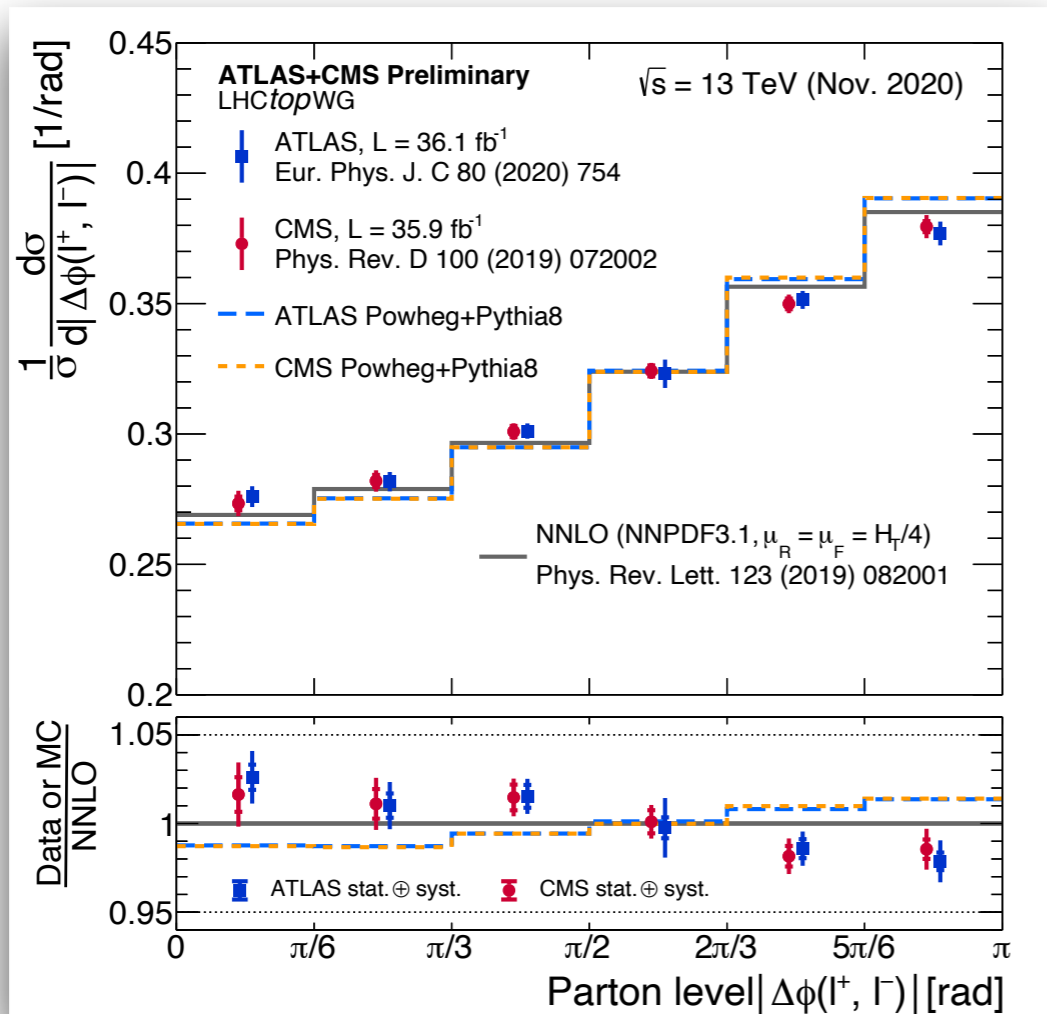 1/σ dσ/d|Δϕ(l⁺, l⁻)| [1/rad]
0.45
0.4
0.35
0.3
0.25
0.2
ATLAS+CMS Preliminary
LHCtopWG
√s = 13 TeV (Nov. 2020)
ATLAS, L = 36.1 fb⁻¹
Eur. Phys. J. C 80 (2020) 754
CMS, L = 35.9 fb⁻¹
Phys. Rev. D 100 (2019) 072002
ATLAS Powheg+Pythia8
CMS Powheg+Pythia8
NNLO (NNPDF3.1, μ_R = μ_F = H_T/4)
Phys. Rev. Lett. 123 (2019) 082001
Data or MC
NNLO
1.05
1
0.95
ATLAS stat. ⊕ syst. CMS stat. ⊕ syst.
0 π/6 π/3 π/2 2π/3 5π/6 π
Parton level|Δϕ(l⁺, l⁻)| [rad]